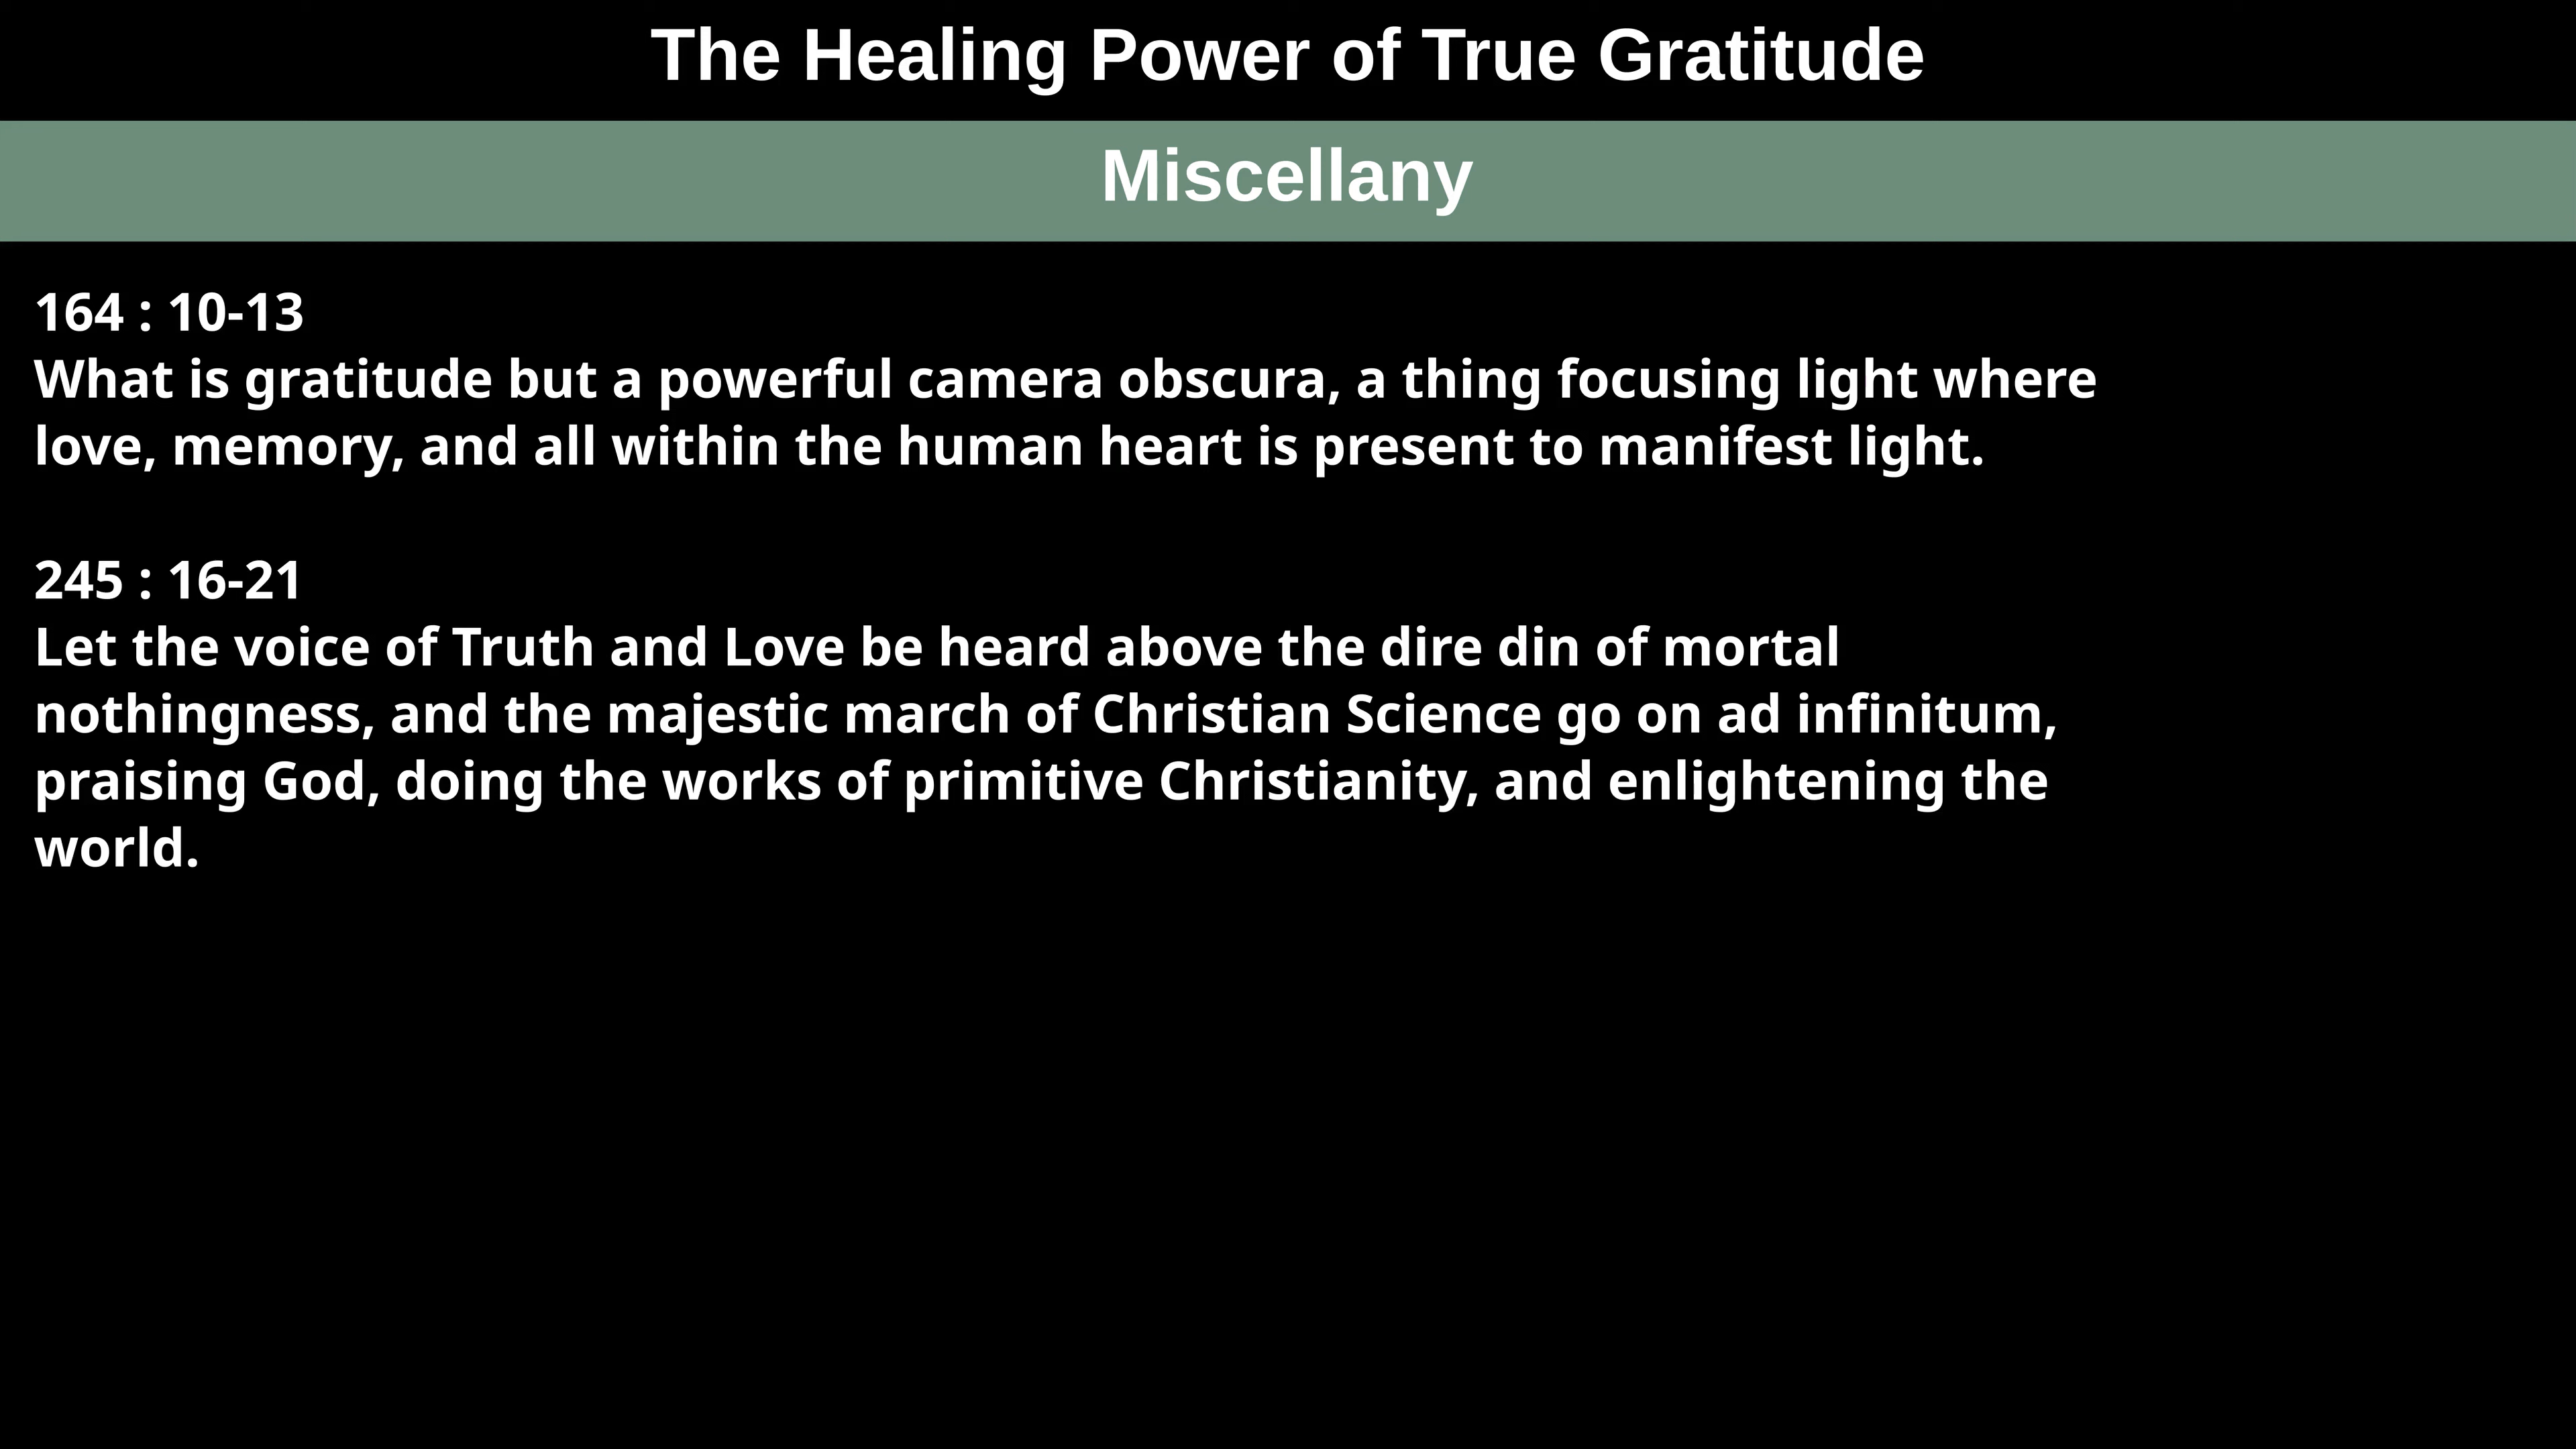 The Healing Power of True Gratitude
Miscellany
164 : 10-13
What is gratitude but a powerful camera obscura, a thing focusing light where
love, memory, and all within the human heart is present to manifest light.
245 : 16-21
Let the voice of Truth and Love be heard above the dire din of mortal
nothingness, and the majestic march of Christian Science go on ad infinitum,
praising God, doing the works of primitive Christianity, and enlightening the
world.